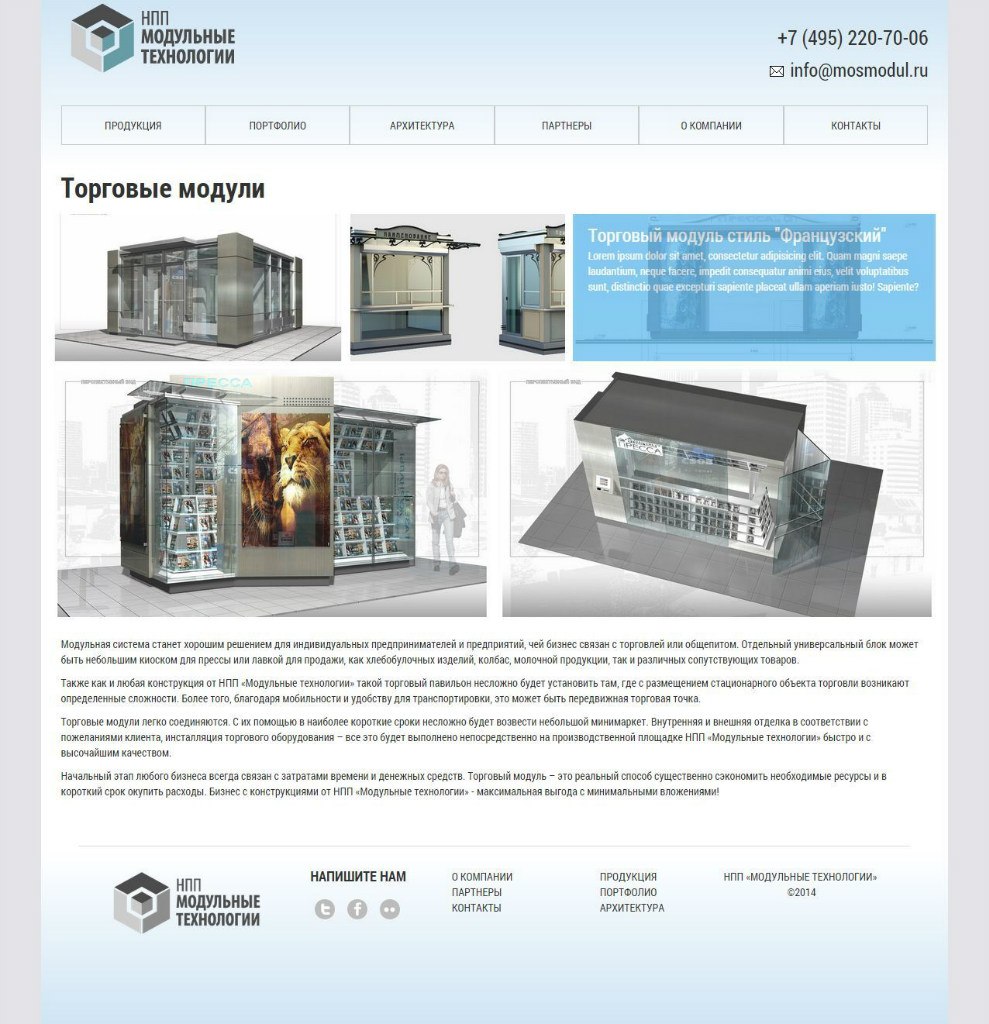 НПП
МОДУЛЬНЫЕ
ТЕХНОЛОГИИ
+7 (495) 220-70-06
info@mosmodul.ru
ПРОДУКЦИЯ
ПОРТФОЛИО
АРХИТЕКТУРА
ПАРТНЕРЫ
О КОМПАНИИ
КОНТАКТЫ
Торговые модули
Торговый модуль стиль "Французский"
Lorem ipsum dolor sit amet, consectetur adipisicing elit. Quam magni saepe
laudantium, neque facere, impedit consequatur animi eius, velit voluptatibus
sunt, distinctio quae excepturi sapiente placeat ullam aperiam iusto! Sapiente?
ПРЕССА
ПРЕССА
Модульная система станет хорошим решением для индивидуальных предпринимателей и предприятий, чей бизнес связан с торговлей или общепитом. Отдельный универсальный блок может
быть небольшим киоском для прессы или лавкой для продажи, как хлебобулочных изделий, колбас, молочной продукции, так и различных сопутствующих товаров.
Также как и любая конструкция от НПП «Модульные технологии» такой торговый павильон несложно будет установить там, где с размещением стационарного объекта торговли возникают
определенные сложности. Более того, благодаря мобильности и удобству для транспортировки, это может быть передвижная торговая точка.
Торговые модули легко соединяются. С их помощью в наиболее короткие сроки несложно будет возвести небольшой минимаркет. Внутренняя и внешняя отделка в соответствии с
пожеланиями клиента, инсталляция торгового оборудования – все это будет выполнено непосредственно на производственной площадке НПП «Модульные технологии» быстро и с
высочайшим качеством.
Начальный этап любого бизнеса всегда связан с затратами времени и денежных средств. Торговый модуль – это реальный способ существенно сэкономить необходимые ресурсы и в
короткий срок окупить расходы. Бизнес с конструкциями от НПП «Модульные технологии» - максимальная выгода с минимальными вложениями!
НПП
МОДУЛЬНЫЕ
ТЕХНОЛОГИИ
НАПИШИТЕ НАМ
О КОМПАНИИ
ПАРТНЕРЫ
КОНТАКТЫ
ПРОДУКЦИЯ
ПОРТФОЛИО
АРХИТЕКТУРА
НПП «МОДУЛЬНЫЕ ТЕХНОЛОГИИ»
©2014